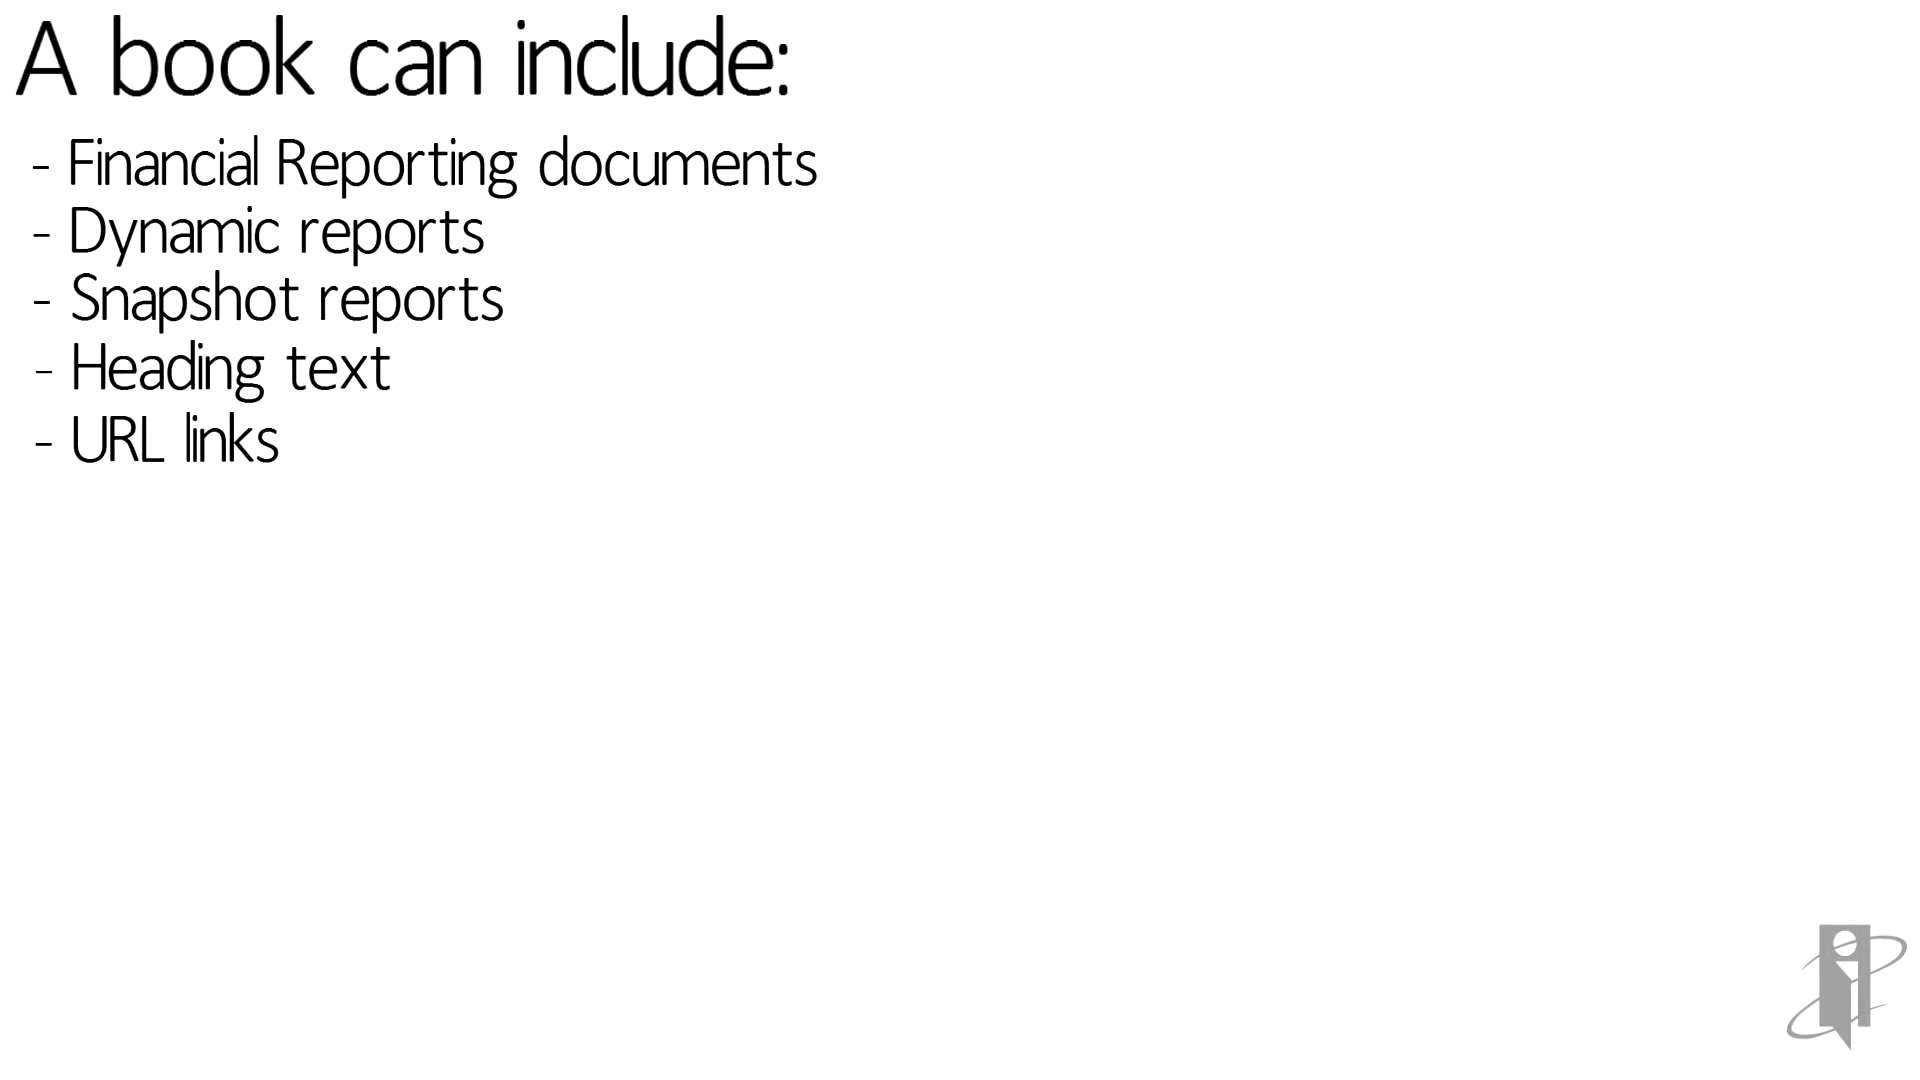 A book can include:
- Financial Reporting documents
- Dynamic reports
- Snapshot reports
- Heading text
- URL links